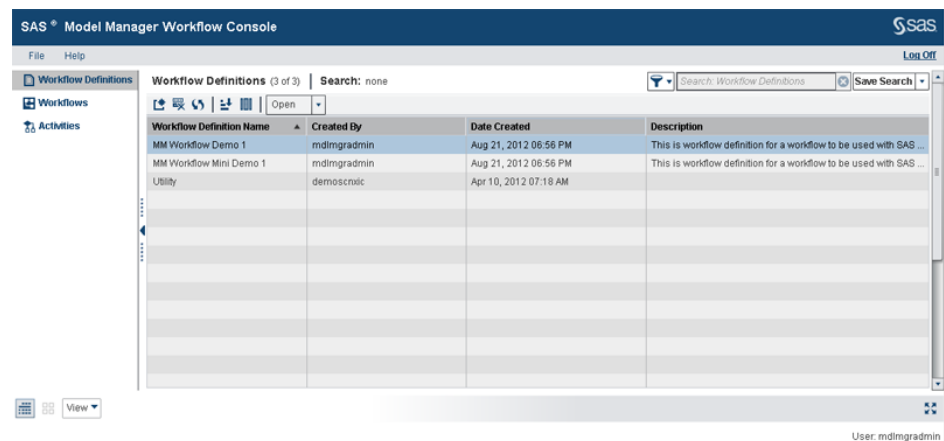 SAS ® Model Manager Workflow Console
sas
File Help
Log Off
Workflow Definitions
Workflows
Activities
Workflow Definitions (3 of 3) Search: none
Search: Workflow Definitions
Save Search
Open
Workflow Definition Name Created By Date Created Description
MM Workflow Demo 1 mdlmgradmin Aug 21, 2012 06:56 PM This is workflow definition for a workflow to be used with SAS ...
MM Workflow Mini Demo 1 mdlmgradmin Aug 21, 2012 06:56 PM This is workflow definition for a workflow to be used with SAS ...
Utility demoscnxic Apr 10, 2012 07:18 AM
View
User: mdlmgradmin